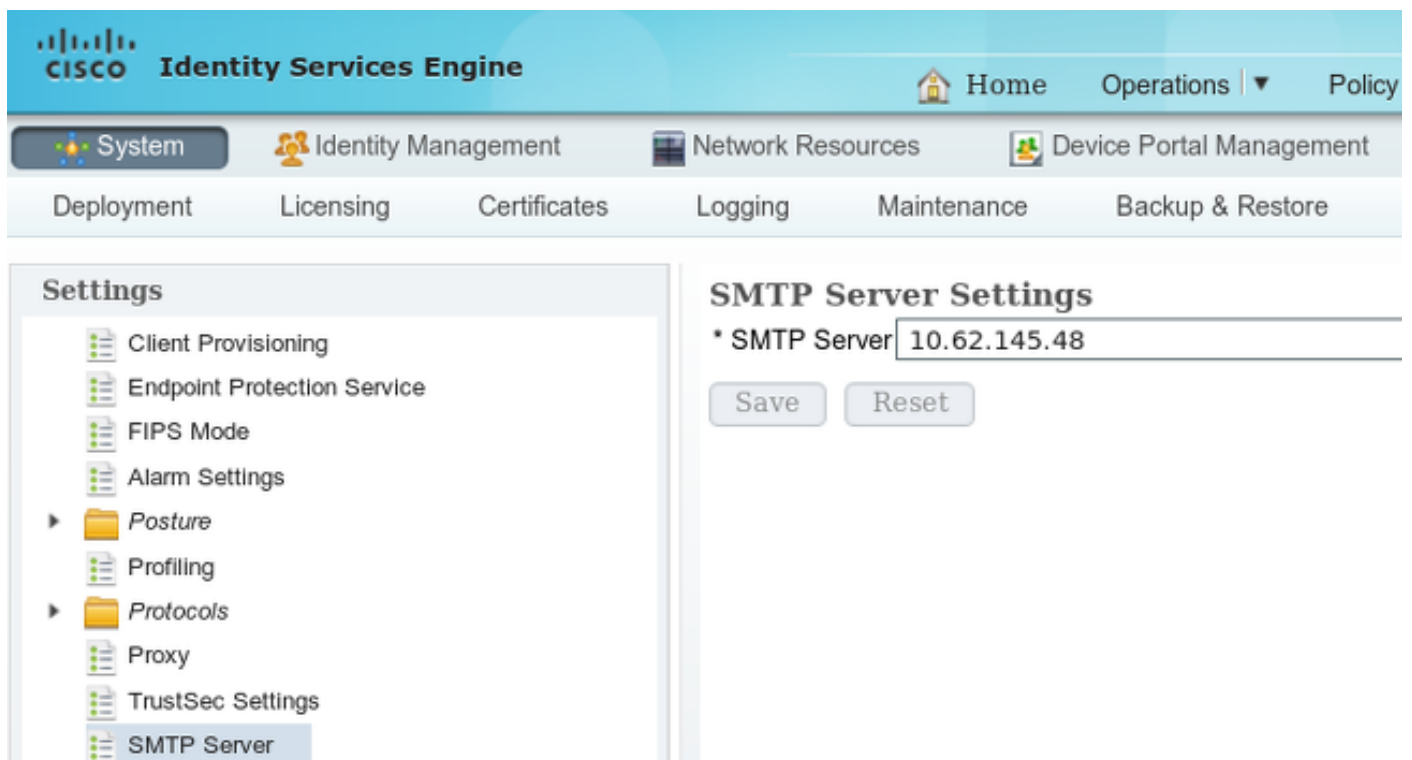 CISCO Identity Services Engine
Home Operations Policy
System Identity Management Network Resources Device Portal Management
Deployment Licensing Certificates Logging Maintenance Backup & Restore
Settings
Client Provisioning
Endpoint Protection Service
FIPS Mode
Alarm Settings
Posture
Profiling
Protocols
Proxy
TrustSec Settings
SMTP Server
SMTP Server Settings
* SMTP Server 10.62.145.48
Save Reset